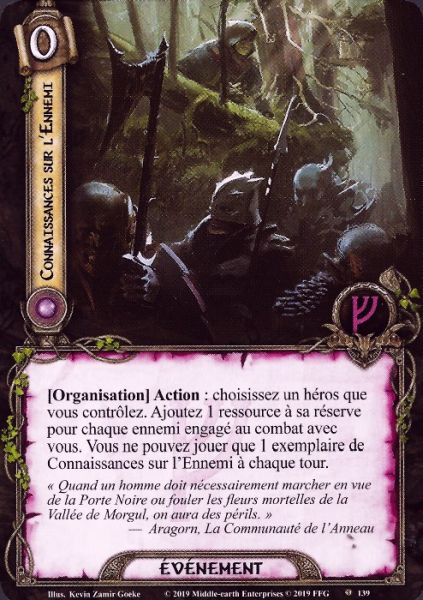 0
Connaissances sur l'Ennemi
[Organisation] Action : choisissez un héros que
vous contrôlez. Ajoutez 1 ressource à sa réserve
pour chaque ennemi engagé au combat avec
vous. Vous ne pouvez jouer que 1 exemplaire de
Connaissances sur l'Ennemi à chaque tour.
« Quand un homme doit nécessairement marcher en vue
de la Porte Noire ou fouler les fleurs mortelles de la
Vallée de Morgul, on aura des périls. »
— Aragorn, La Communauté de l'Anneau
ÉVÉNEMENT
Illus. Kevin Zamir Goeke © 2019 Middle-earth Enterprises © 2019 FFG 139